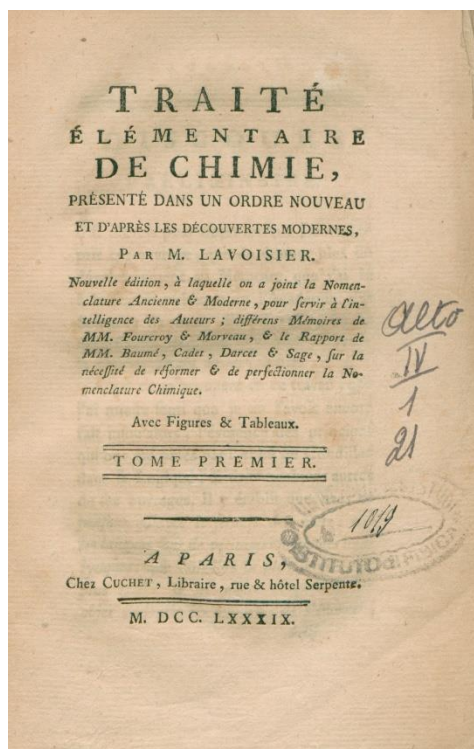 TRAITÉ
ÉLÉMENTAIRE
DE CHIMIE,
PRÉSENTÉ DANS UN ORDRE NOUVEAU
ET D'APRÈS LES DÉCOUVERTES MODERNES,
PAR M. LAVOISIER.
Nouvelle édition, à laquelle on a joint la Nomen-
clature Ancienne & Moderne, pour ſervir à l'in-
telligence des Auteurs ; différens Mémoires de
MM. Fourcroy & Morveau, & le Rapport de
MM. Baumé, Cadet, Darcet & Sage, ſur la
néceſſité de réformer & de perfectionner la No-
menclature Chimique.
Avec Figures & Tableaux.
TOME PREMIER.
Alto
IV
1
21
1019
ISTITUTO
A PARIS,
Chez CUCHET, Libraire, rue & hôtel Serpente.
M. DCC. LXXXIX.